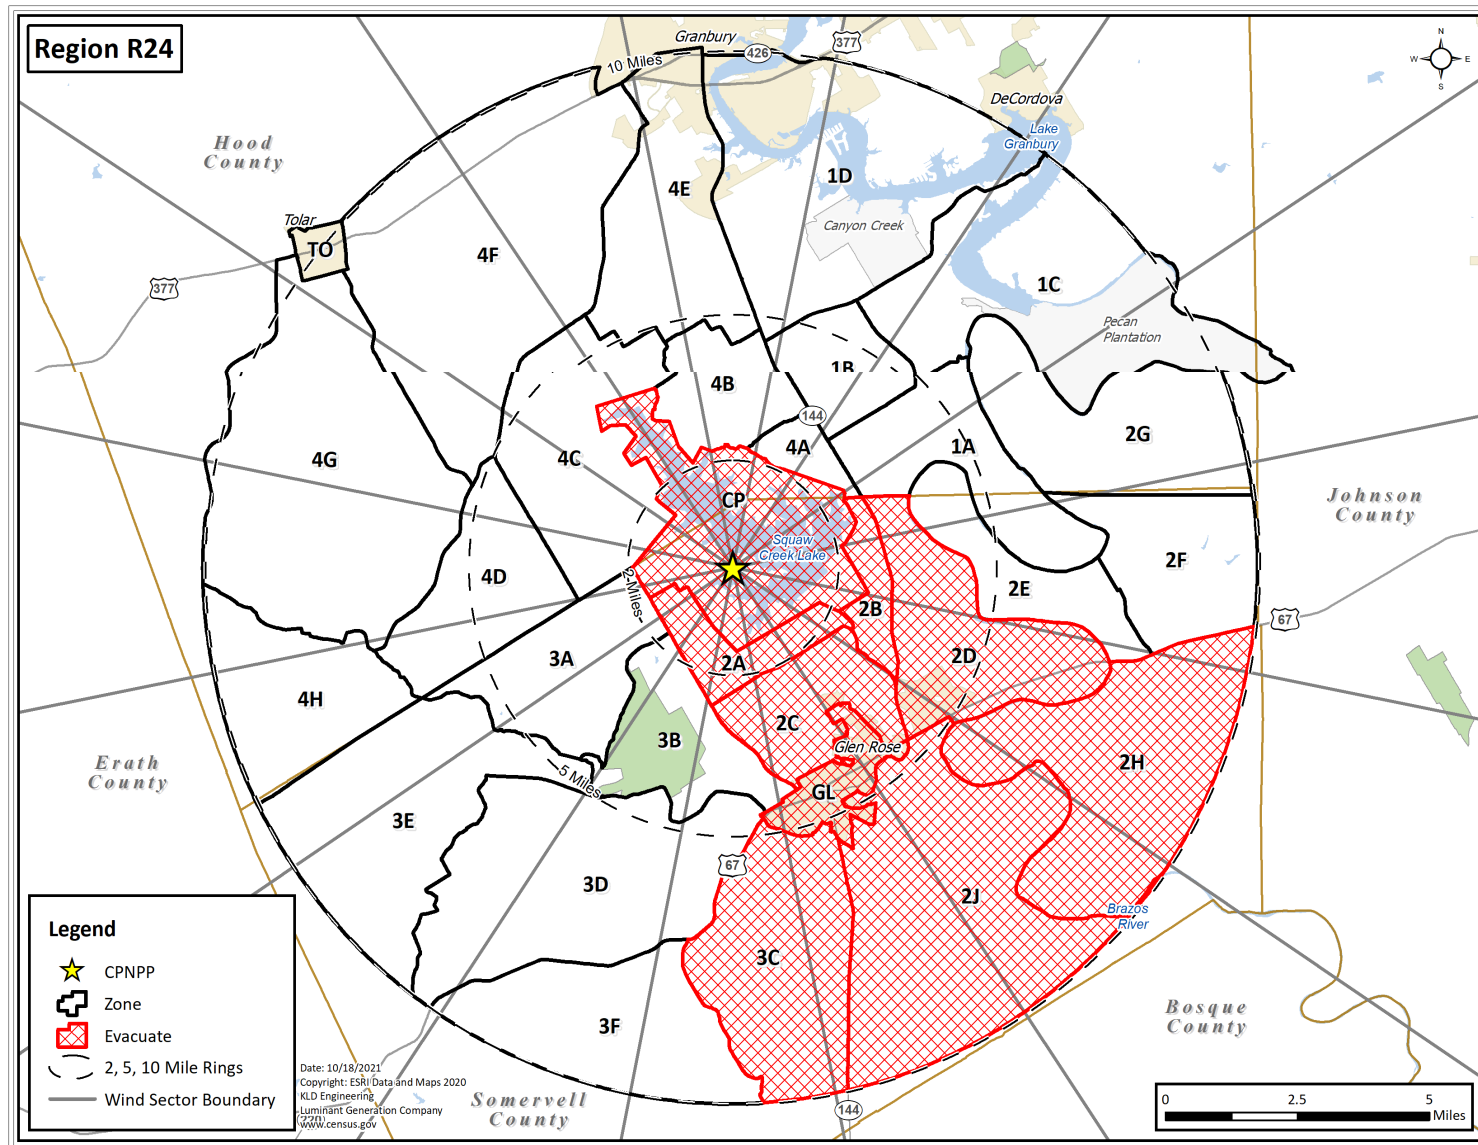 Region R24
Granbury
426
377
10 Miles
N
W
E
S
DeCordova
Lake
Granbury
Hood
County
4E
1D
Tolar
TO
Canyon Creek
4F
377
1C
Pecan
Plantation
4B
1B
144
4G
4C
4A
1A
2G
CP
Johnson
County
Squaw
Creek Lake
4D
2 Miles
2B
2E
2F
67
3A
2A
2D
4H
2C
3B
Glen Rose
2H
Erath
County
5 Miles
GL
3E
67
3D
2J
Brazos
River
3C
Bosque
County
3F
Legend
CPNPP
Zone
Evacuate
2, 5, 10 Mile Rings
Wind Sector Boundary
Date: 10/18/2021
Copyright: ESRI Data and Maps 2020
KLD Engineering
Luminant Generation Company
www.census.gov
220
Somervell
County
144
0
2.5
5
Miles